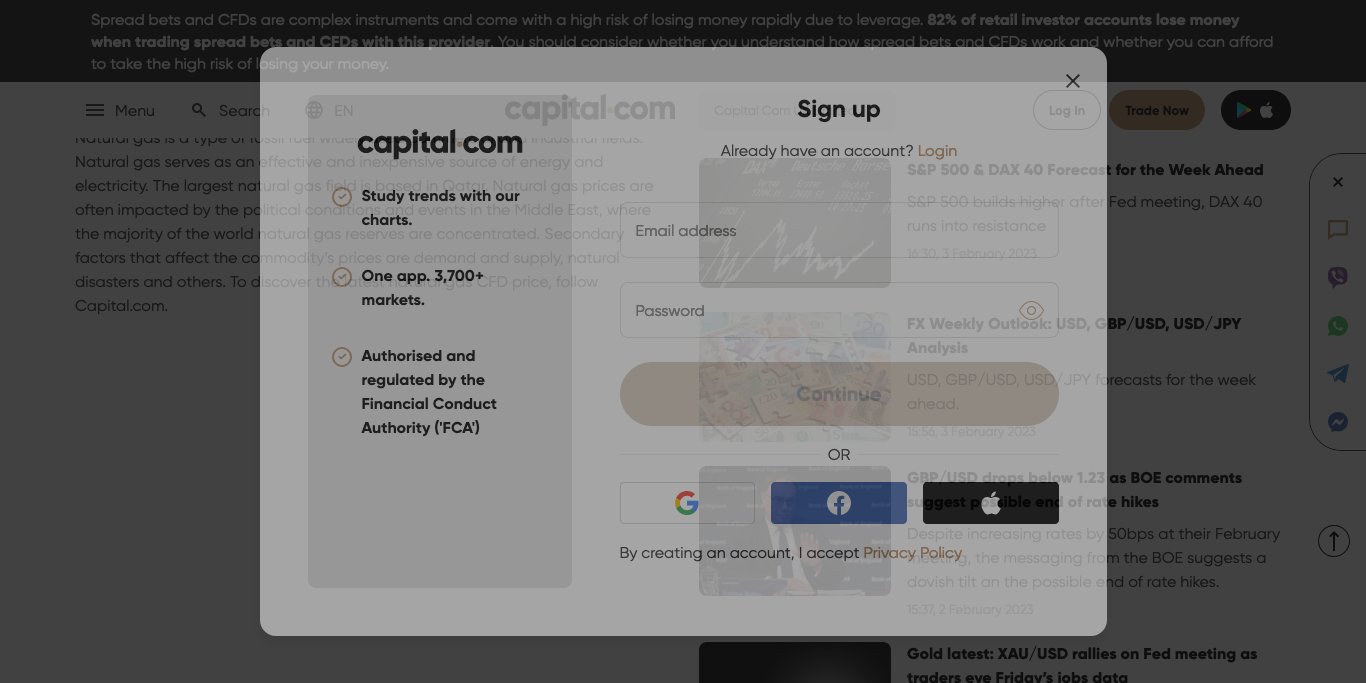 Spread bets and CFDs are complex instruments and come with a high risk of losing money rapidly due to leverage. 82% of retail investor accounts lose money
when trading spread bets and CFDs with this provider. You should consider whether you understand how spread bets and CFDs work and whether you can afford
to take the high risk of losing your money.
Menu
Search
EN
capital.com
Capital Com
Log In
Trade Now
Natural gas is a type of fossil fuel
industrial fields.
Natural gas serves as an effective and inexpensive source of energy and
electricity. The largest natural gas field is based in Qatar. Natural gas prices are
often impacted by the political conditions and events in the Middle East, where
the majority of the world natural gas reserves are concentrated. Secondary
factors that affect the commodity's prices are demand and supply, natural
disasters and others. To discover the latest natural gas CFD price, follow
Capital.com.
capital.com
Study trends with our
charts.
One app. 3,700+
markets.
Authorised and
regulated by the
Financial Conduct
Authority ('FCA')
Sign up
Already have an account? Login
Email address
Password
Continue
OR
By creating an account, I accept Privacy Policy
S&P 500 & DAX 40 Forecast for the Week Ahead
S&P 500 builds higher after Fed meeting, DAX 40
runs into resistance
16:30, 3 February 2023
FX Weekly Outlook: USD, GBP/USD, USD/JPY
Analysis
USD, GBP/USD, USD/JPY forecasts for the week
ahead.
15:56, 3 February 2023
GBP/USD drops below 1.23 as BOE comments
suggest possible end of rate hikes
Despite increasing rates by 50bps at their February
meeting, the messaging from the BOE suggests a
dovish tilt an the possible end of rate hikes.
15:37, 2 February 2023
Gold latest: XAU/USD rallies on Fed meeting as
traders eye Friday's jobs data